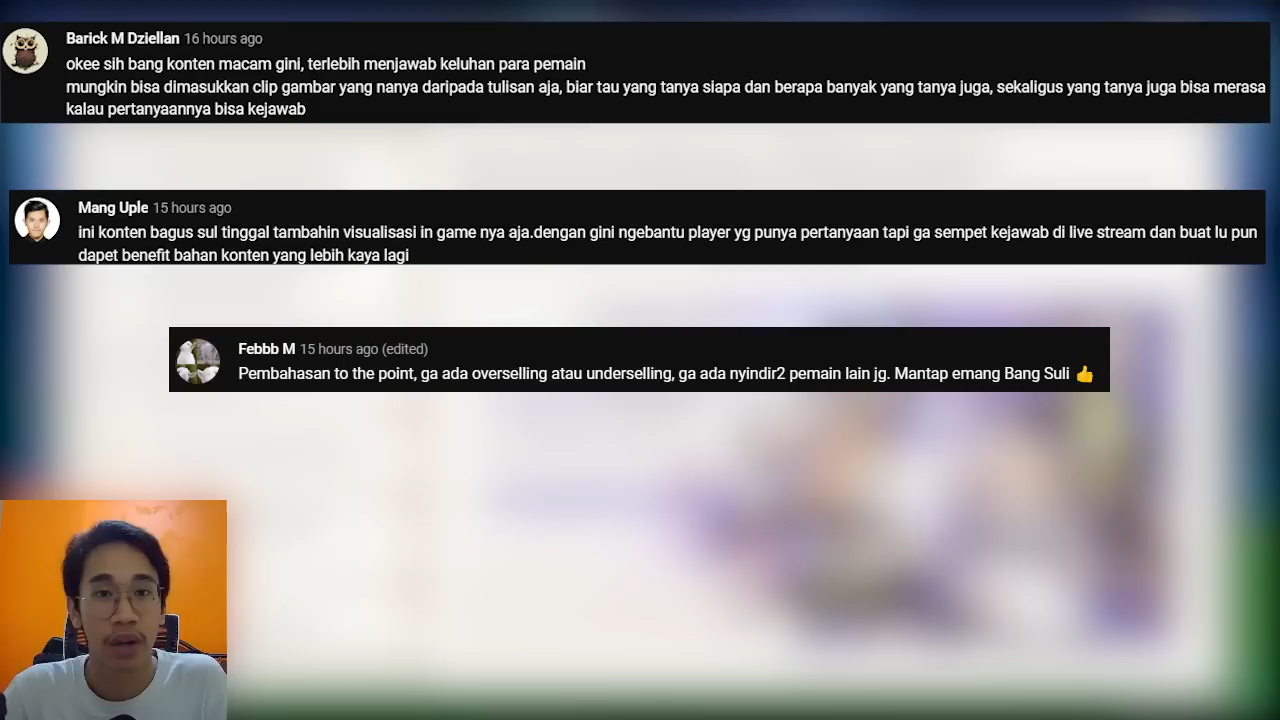 Barick M Dziellan 16 hours ago
okee sih bang konten macam gini, terlebih menjawab keluhan para pemain
mungkin bisa dimasukkan clip gambar yang nanya daripada tulisan aja, biar tau yang tanya siapa dan berapa banyak yang tanya juga, sekaligus yang tanya juga bisa merasa
kalau pertanyaannya bisa kejawab
Mang Uple 15 hours ago
ini konten bagus sul tinggal tambahin visualisasi in game nya aja.dengan gini ngebantu player yg punya pertanyaan tapi ga sempet kejawab di live stream dan buat lu pun
dapet benefit bahan konten yang lebih kaya lagi
Febbb M 15 hours ago (edited)
Pembahasan to the point, ga ada overselling atau underselling, ga ada nyindir2 pemain lain jg. Mantap emang Bang Suli 👍